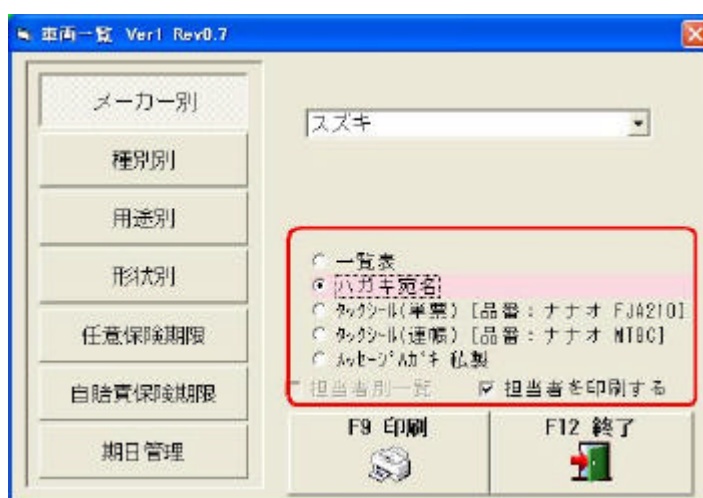 車両一覧 Ver1 Rev0.7
メーカー別
種別別
用途別
形状別
任意保険期限
自賠責保険期限
期日管理
スズキ
一覧表
ハガキ宛名
ﾀｯｸｼｰﾙ(単票) [品番:ナナオ FJA210]
ﾀｯｸｼｰﾙ(連帳) [品番:ナナオ MT8C]
ﾒｯｾｰｼﾞﾊｶﾞｷ 私製
担当者別一覧 担当者を印刷する
F9 印刷
F12 終了